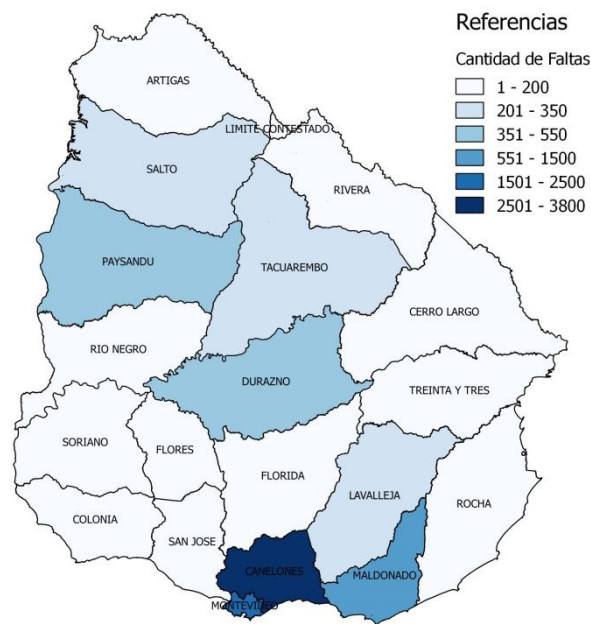 Referencias
Cantidad de Faltas
1 - 200
201 - 350
351 - 550
551 - 1500
1501 - 2500
2501 - 3800
ARTIGAS
LIMITE CONTESTADO
SALTO
RIVERA
PAYSANDU
TACUAREMBO
CERRO LARGO
RIO NEGRO
DURAZNO
TREINTA Y TRES
SORIANO
FLORES
FLORIDA
LAVALLEJA
ROCHA
COLONIA
SAN JOSE
CANELONES
MALDONADO
MONTEVIDEO